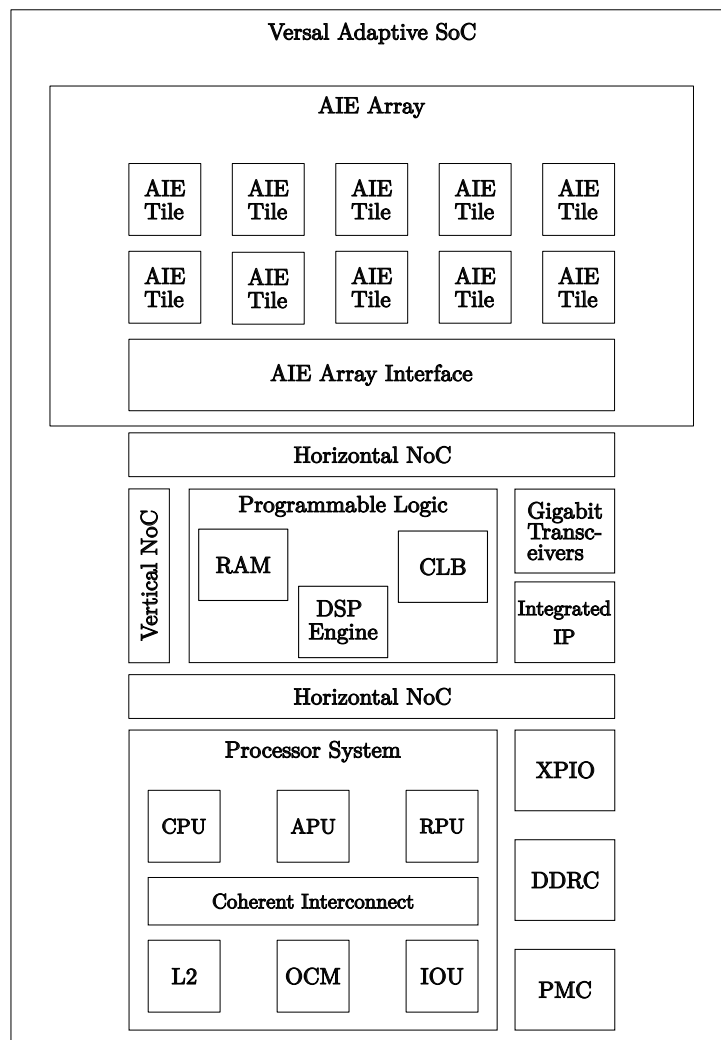 Versal Adaptive SoC
AIE Array
AIE AIE AIE AIE AIE
Tile Tile Tile Tile Tile
AIE AIE AIE AIE AIE
Tile Tile Tile Tile Tile
AIE Array Interface
Horizontal NoC
Vertical NoC
Programmable Logic
RAM
CLB
DSP
Engine
Gigabit
Transc-
eivers
Integrated
IP
Horizontal NoC
Processor System
CPU APU RPU
Coherent Interconnect
L2 OCM IOU
XPIO
DDRC
PMC